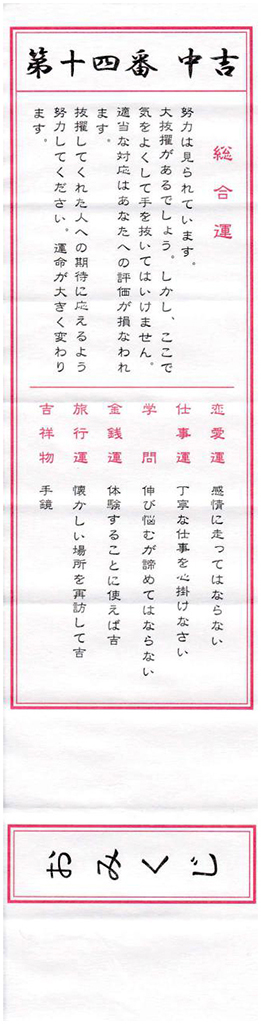 第十四番 中吉
総合運
努力は見られています。
大抜擢があるでしょう。しかし、ここで
気をよくして手を抜いてはいけません。
適当な対応はあなたへの評価が損なわれ
ます。
抜擢してくれた人への期待に応えるよう
努力してください。運命が大きく変わり
ます。
恋愛運 感情に走ってはならない
仕事運 丁寧な仕事を心掛けなさい
学問 伸び悩むが諦めてはならない
金銭運 体験することに使えば吉
旅行運 懐かしい場所を再訪して吉
吉祥物 手鏡
おみくじ